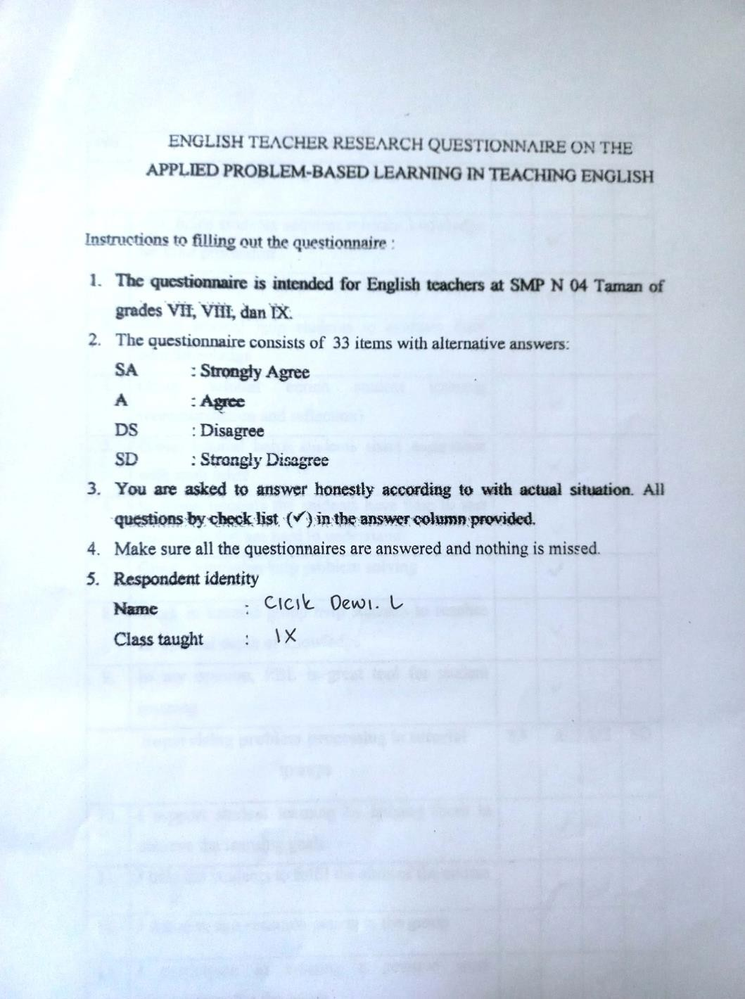 ENGLISH TEACHER RESEARCH QUESTIONNAIRE ON THE
APPLIED PROBLEM-BASED LEARNING IN TEACHING ENGLISH
Instructions to filling out the questionnaire :
1. The questionnaire is intended for English teachers at SMP N 04 Taman of
grades VII, VIII, dan IX.
2. The questionnaire consists of 33 items with alternative answers:
SA : Strongly Agree
A : Agree
DS : Disagree
SD : Strongly Disagree
3. You are asked to answer honestly according to with actual situation. All
questions by check list (✓) in the answer column provided.
4. Make sure all the questionnaires are answered and nothing is missed.
5. Respondent identity
Name : Cicik Dewi. L
Class taught : IX